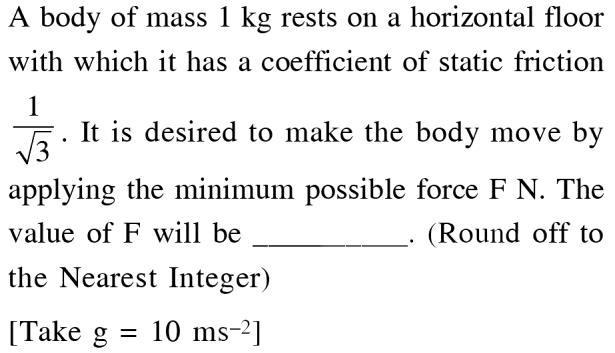 A body of mass 1 kg rests on a horizontal floor
with which it has a coefficient of static friction
1/√3. It is desired to make the body move by
applying the minimum possible force F N. The
value of F will be __________. (Round off to
the Nearest Integer)
[Take g = 10 ms⁻²]